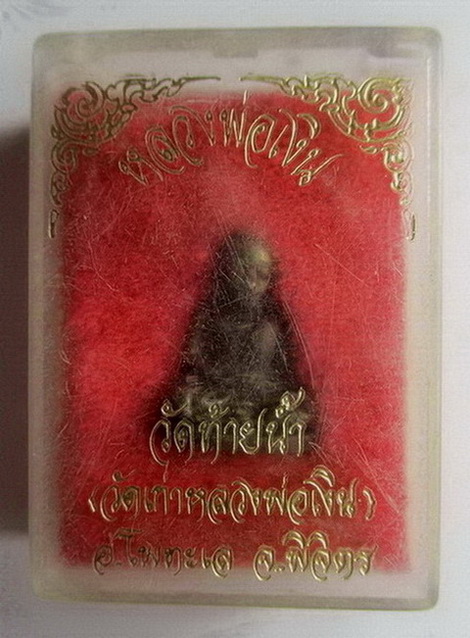 หลวงพ่อเงิน
วัดท้ายน้ำ
(วัดเก่าหลวงพ่อเงิน)
อ.โพทะเล จ.พิจิตร